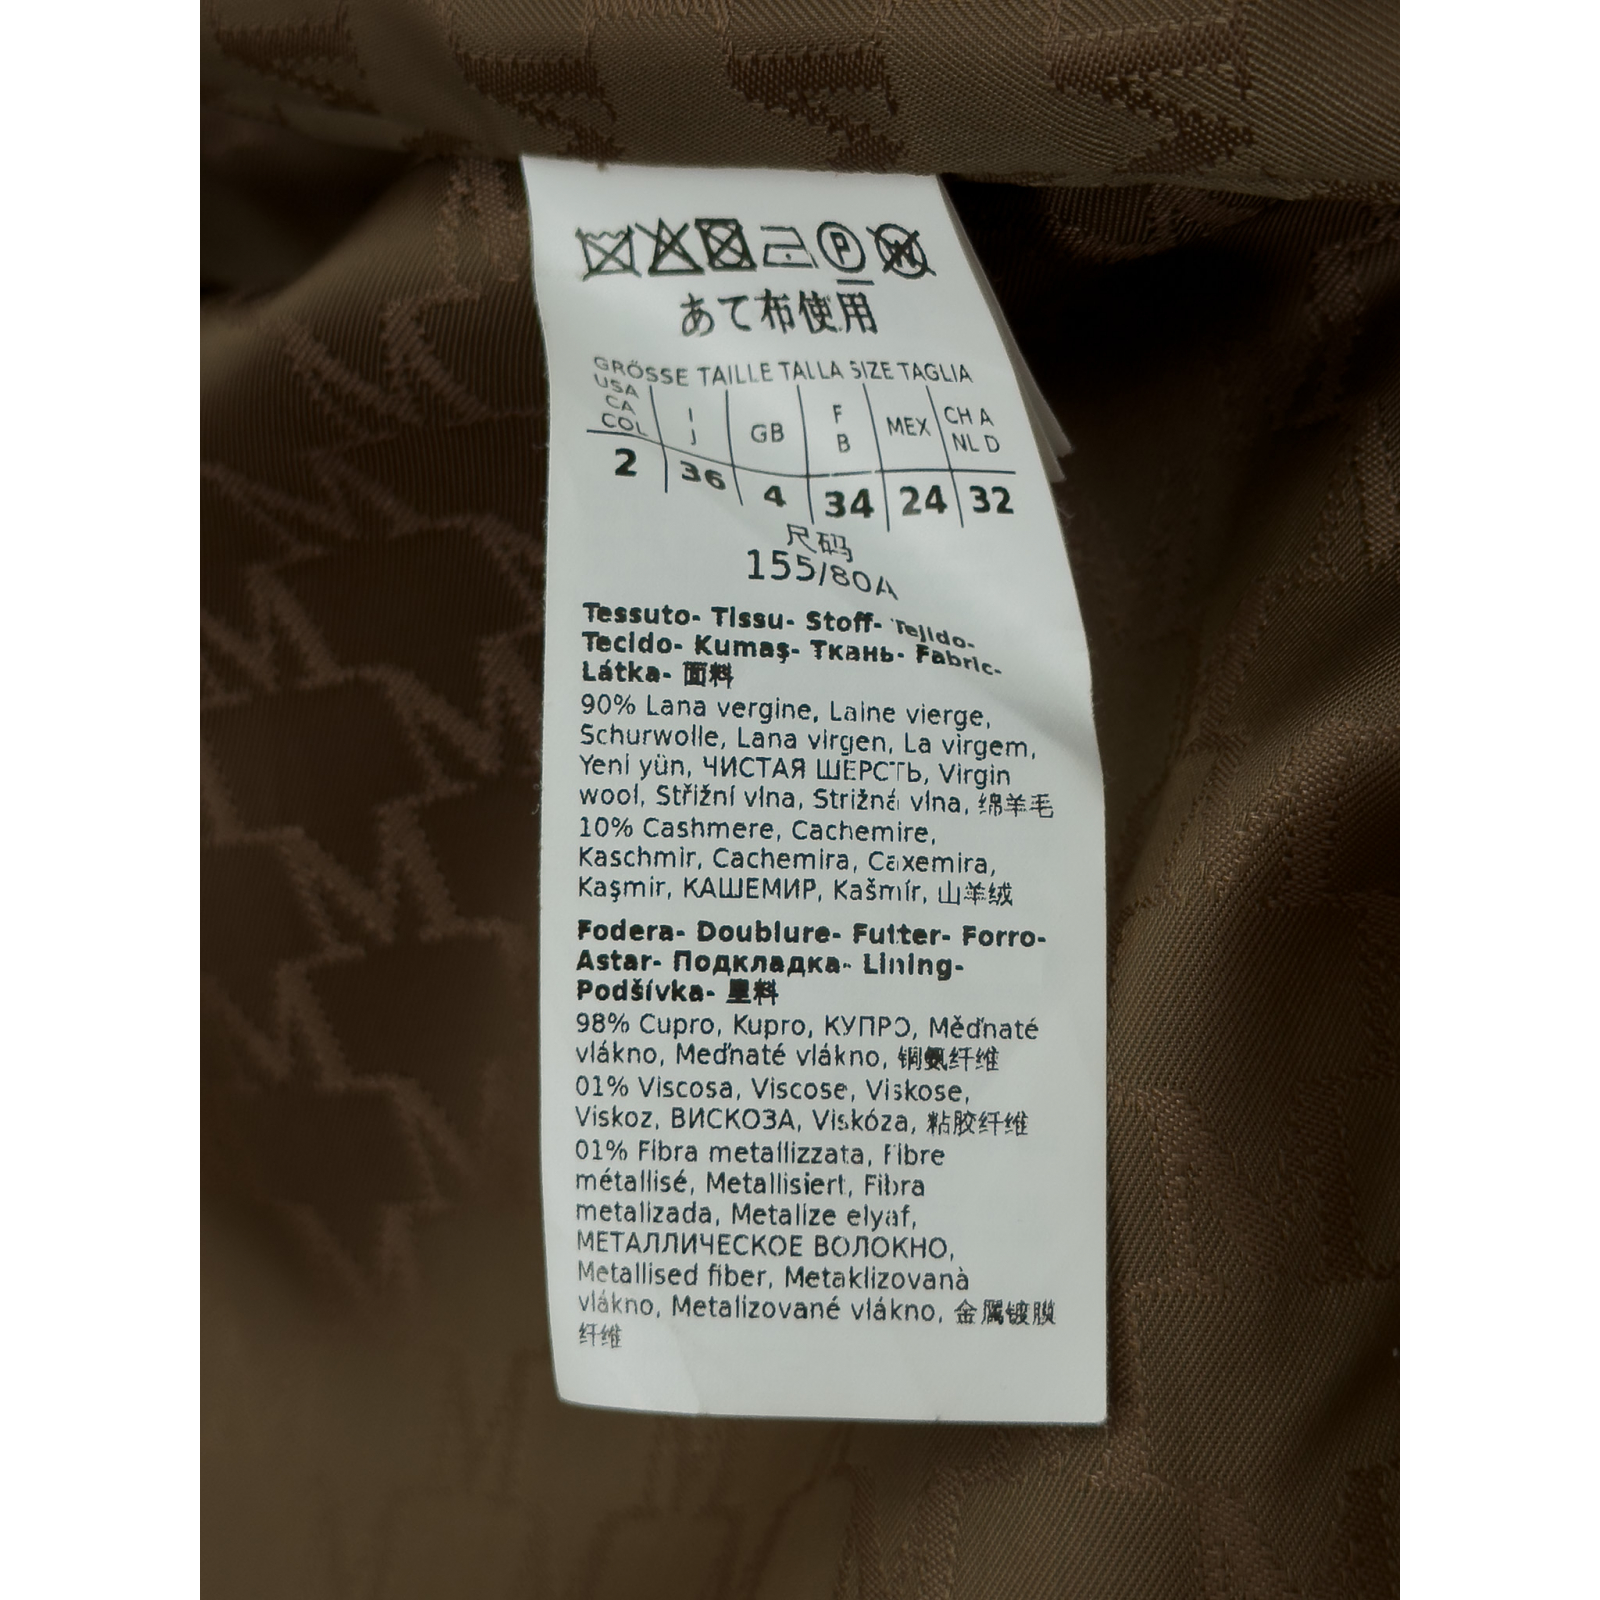 P W
あて布使用
GRÖSSE TAILLE TALLA SIZE TAGLIA
USA CA COL I J GB F B MEX CH A NL D
2 36 4 34 24 32
尺码
155/80A
Tessuto- Tissu- Stoff- Tejido-
Tecido- Kumaş- Ткань- Fabric-
Látka- 面料
90% Lana vergine, Laine vierge,
Schurwolle, Lana virgen, La virgem,
Yeni yün, ЧИСТАЯ ШЕРСТЬ, Virgin
wool, Střižní vlna, Strižná vlna, 绵羊毛
10% Cashmere, Cachemire,
Kaschmir, Cachemira, Caxemira,
Kaşmir, КАШЕМИР, Kašmír, 山羊绒
Fodera- Doublure- Futter- Forro-
Astar- Подкладка- Lining-
Podšívka- 里料
98% Cupro, Kupro, КУПРО, Měďnaté
vlákno, Meďnaté vlákno, 铜氨纤维
01% Viscosa, Viscose, Viskose,
Viskoz, ВИСКОЗА, Viskóza, 粘胶纤维
01% Fibra metallizzata, Fibre
métallisé, Metallisiert, Fibra
metalizada, Metalize elyaf,
МЕТАЛЛИЧЕСКОЕ ВОЛОКНО,
Metallised fiber, Metaklizovanà
vlákno, Metalizované vlákno, 金属镀膜
纤维